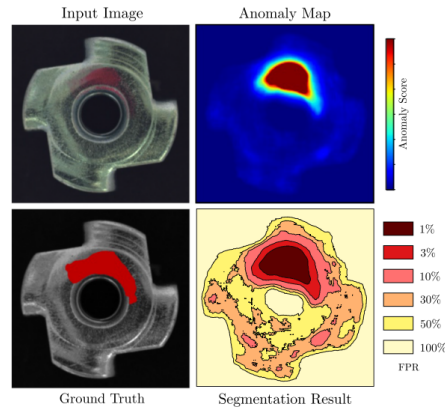 Input Image
Anomaly Map
Anomaly Score
1%
3%
10%
30%
50%
100%
FPR
Ground Truth
Segmentation Result